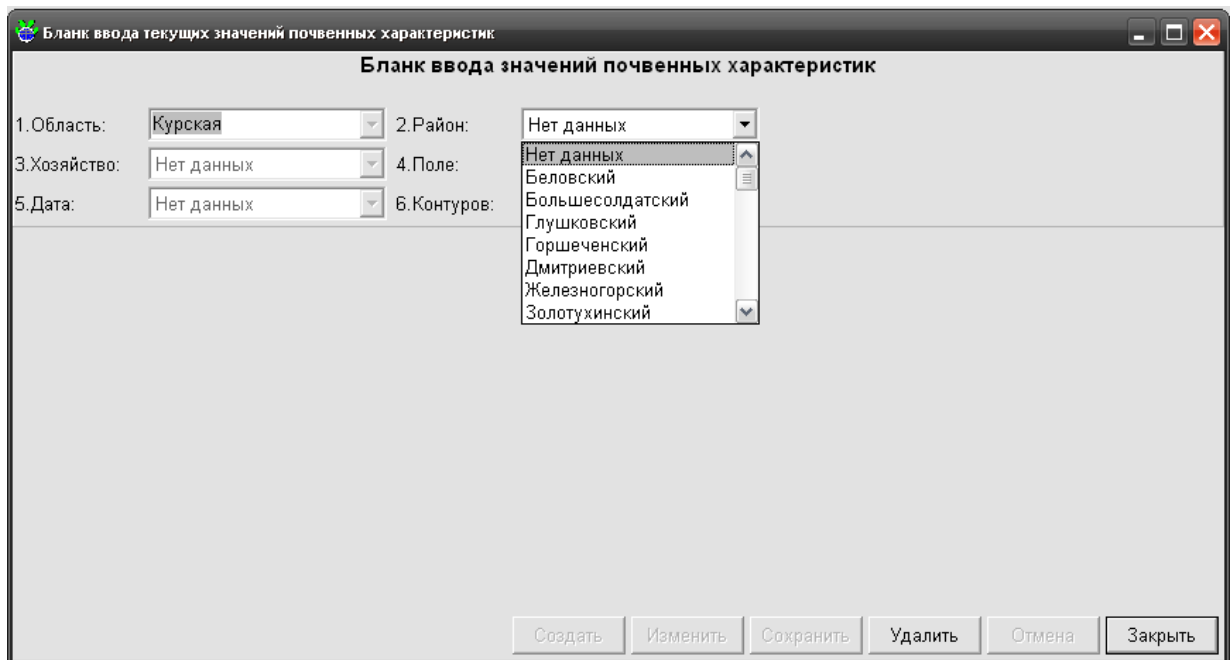 Бланк ввода текущих значений почвенных характеристик
Бланк ввода значений почвенных характеристик
1.Область: Курская 2.Район: Нет данных
3.Хозяйство: Нет данных 4.Поле:
5.Дата: Нет данных 6.Контуров:
Нет данных
Беловский
Большесолдатский
Глушковский
Горшеченский
Дмитриевский
Железногорский
Золотухинский
Создать Изменить Сохранить Удалить Отмена Закрыть